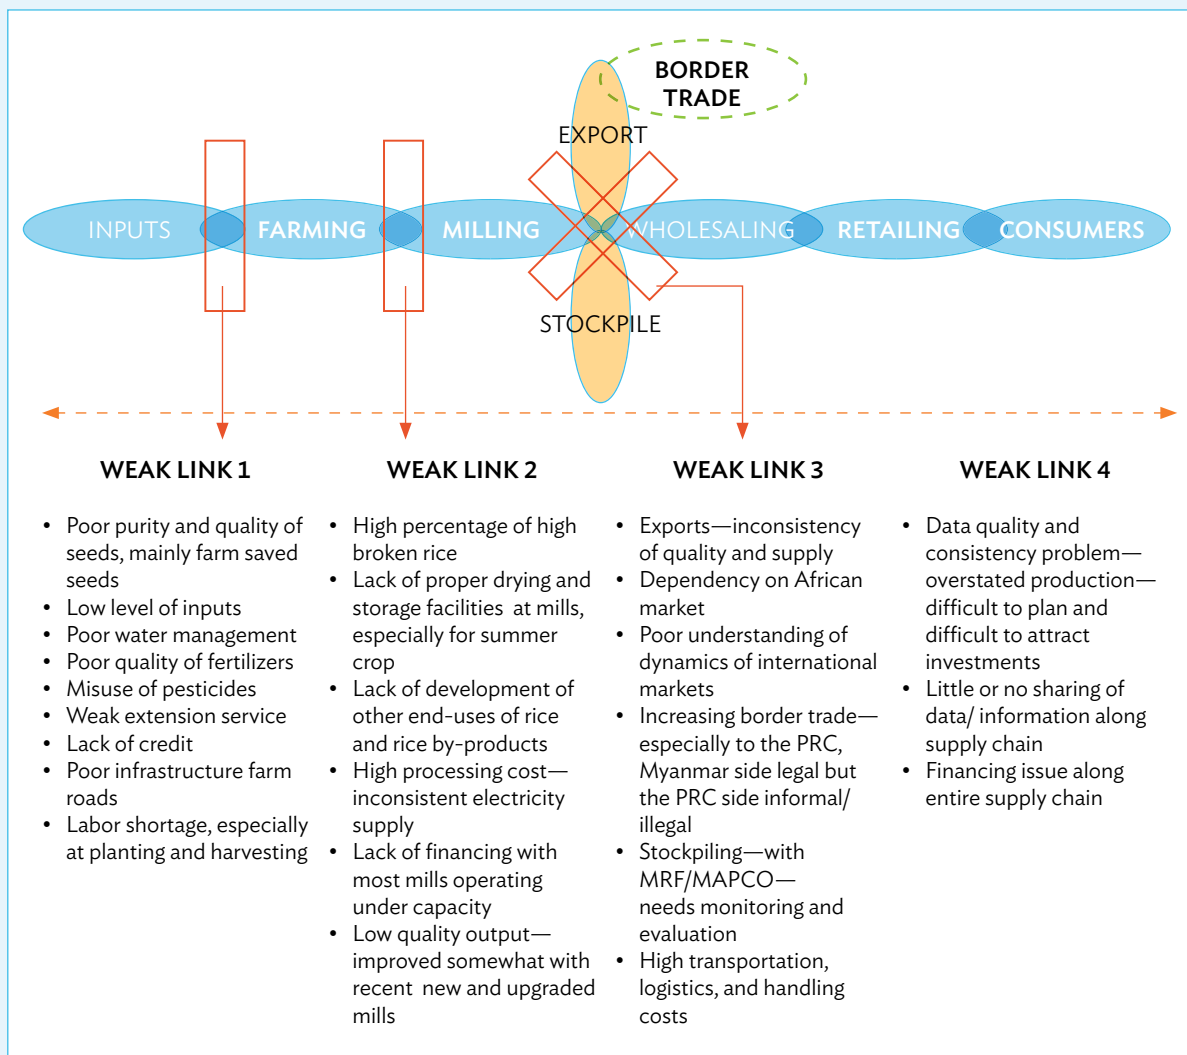 BORDER
TRADE
EXPORT
INPUTS
FARMING
MILLING
WHOLESALING
RETAILING
CONSUMERS
STOCKPILE
WEAK LINK 1
• Poor purity and quality of
seeds, mainly farm saved
seeds
• Low level of inputs
• Poor water management
• Poor quality of fertilizers
• Misuse of pesticides
• Weak extension service
• Lack of credit
• Poor infrastructure farm
roads
• Labor shortage, especially
at planting and harvesting
WEAK LINK 2
• High percentage of high
broken rice
• Lack of proper drying and
storage facilities at mills,
especially for summer
crop
• Lack of development of
other end-uses of rice
and rice by-products
• High processing cost—
inconsistent electricity
supply
• Lack of financing with
most mills operating
under capacity
• Low quality output—
improved somewhat with
recent new and upgraded
mills
WEAK LINK 3
• Exports—inconsistency
of quality and supply
• Dependency on African
market
• Poor understanding of
dynamics of international
markets
• Increasing border trade—
especially to the PRC,
Myanmar side legal but
the PRC side informal/
illegal
• Stockpiling—with
MRF/MAPCO—
needs monitoring and
evaluation
• High transportation,
logistics, and handling
costs
WEAK LINK 4
• Data quality and
consistency problem—
overstated production—
difficult to plan and
difficult to attract
investments
• Little or no sharing of
data/ information along
supply chain
• Financing issue along
entire supply chain